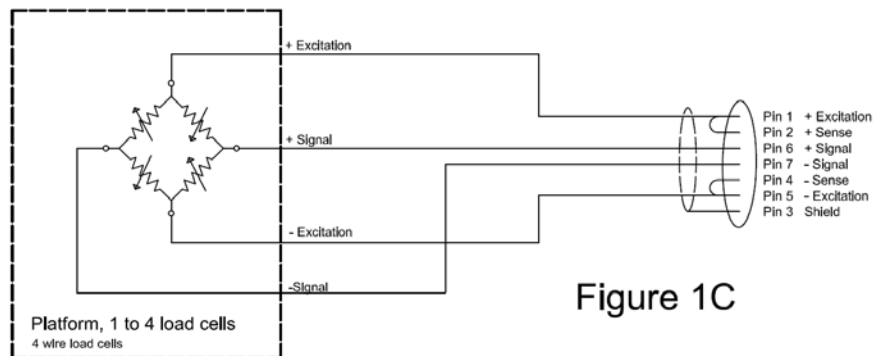 + Excitation
+ Signal
- Excitation
-Signal
Platform, 1 to 4 load cells
4 wire load cells
Pin 1 + Excitation
Pin 2 + Sense
Pin 6 + Signal
Pin 7 - Signal
Pin 4 - Sense
Pin 5 - Excitation
Pin 3 Shield
Figure 1C